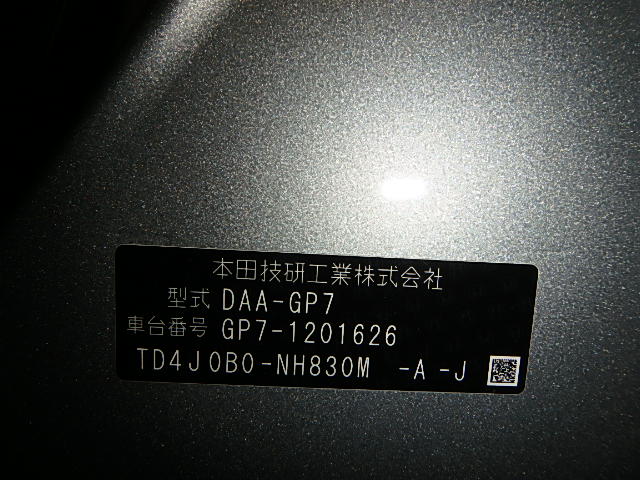 本田技研工業株式会社
型式 DAA-GP7
車台番号 GP7-1201626
TD4J0B0-NH830M -A-J